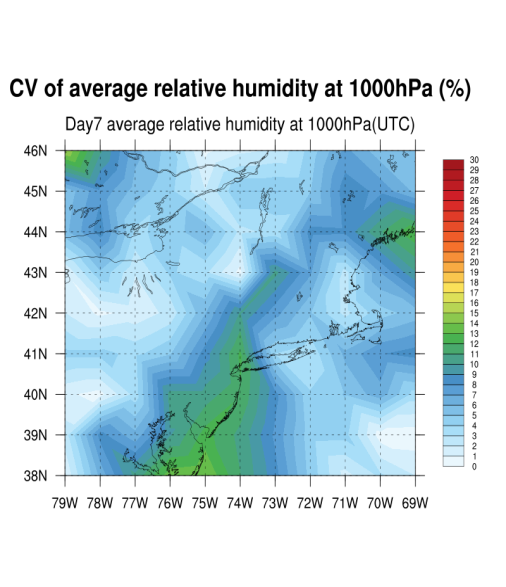 CV of average relative humidity at 1000hPa (%)
Day7 average relative humidity at 1000hPa(UTC)
46N
45N
44N
43N
42N
41N
40N
39N
38N
79W 78W 77W 76W 75W 74W 73W 72W 71W 70W 69W
30
29
28
27
26
25
24
23
22
21
20
19
18
17
16
15
14
13
12
11
10
9
8
7
6
5
4
3
2
1
0